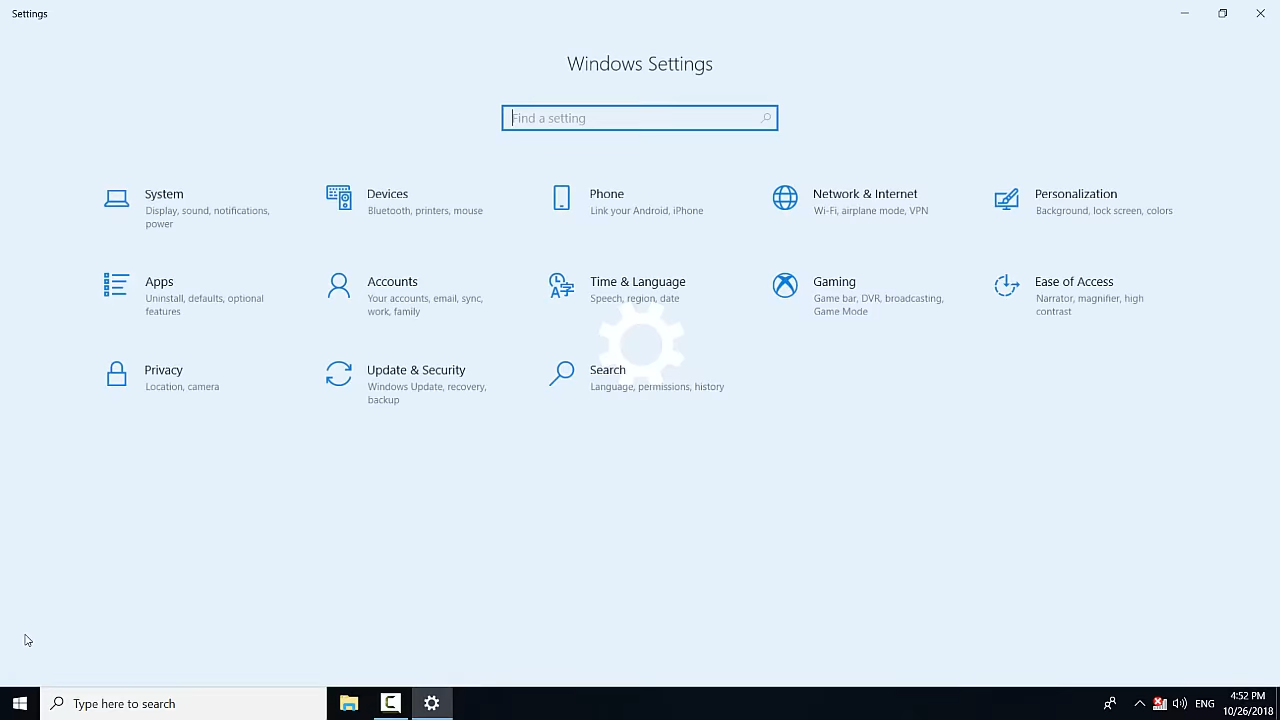 Settings
Windows Settings
Find a setting
System
Display, sound, notifications,
power
Devices
Bluetooth, printers, mouse
Phone
Link your Android, iPhone
Network & Internet
Wi-Fi, airplane mode, VPN
Personalization
Background, lock screen, colors
Apps
Uninstall, defaults, optional
features
Accounts
Your accounts, email, sync,
work, family
Time & Language
Speech, region, date
Gaming
Game bar, DVR, broadcasting,
Game Mode
Ease of Access
Narrator, magnifier, high
contrast
Privacy
Location, camera
Update & Security
Windows Update, recovery,
backup
Search
Language, permissions, history
Type here to search
ENG
4:52 PM
10/26/2018